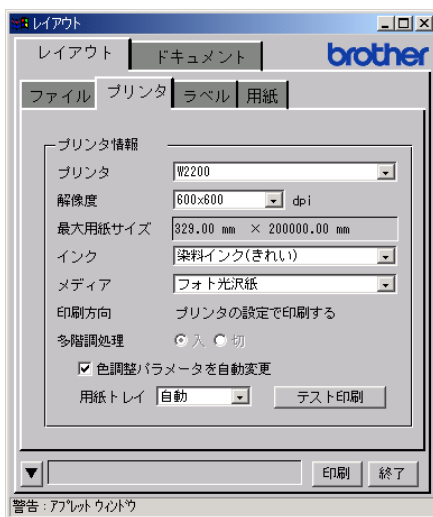 レイアウト
レイアウト ドキュメント brother
ファイル プリンタ ラベル 用紙
プリンタ情報
プリンタ W2200
解像度 600x600 dpi
最大用紙サイズ 329.00 mm × 200000.00 mm
インク 染料インク(きれい)
メディア フォト光沢紙
印刷方向 プリンタの設定で印刷する
多階調処理 入 切
色調整パラメータを自動変更
用紙トレイ 自動 テスト印刷
印刷 終了
警告 : アプレット ウィンドウ